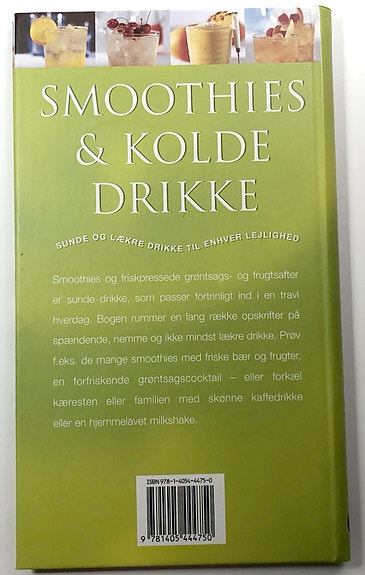 SMOOTHIES
& KOLDE
DRIKKE
SUNDE OG LÆKRE DRIKKE TIL ENHVER LEJLIGHED
Smoothies og friskpressede grøntsags- og frugtsafter
er sunde drikke, som passer fortrinligt ind i en travl
hverdag. Bogen rummer en lang række opskrifter på
spændende, nemme og ikke mindst lækre drikke. Prøv
f.eks. de mange smoothies med friske bær og frugter,
en forfriskende grøntsagscocktail – eller forkæl
kæresten eller familien med skønne kaffedrikke
eller en hjemmelavet milkshake.
ISBN 978-1-4054-4475-0
9 781405 444750